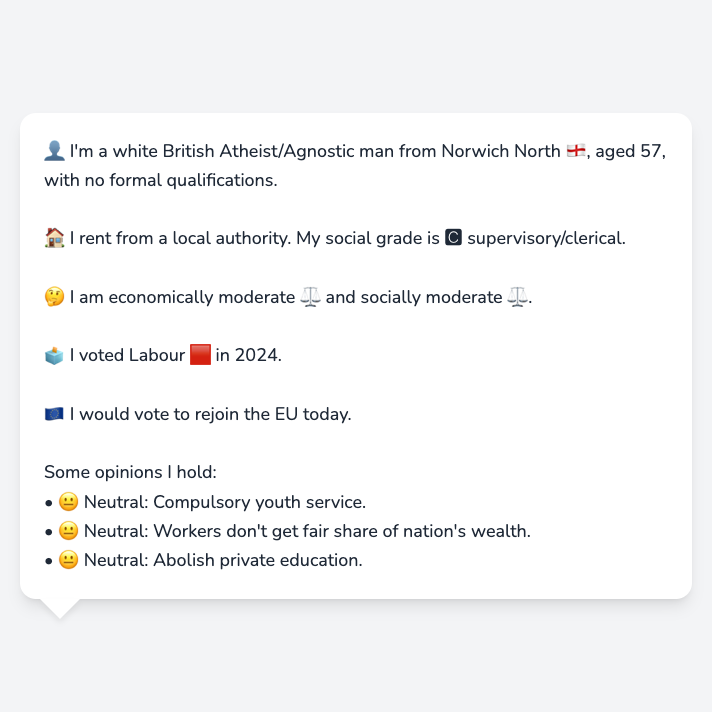 👤 I'm a white British Atheist/Agnostic man from Norwich North 🏴󠁧󠁢󠁥󠁮󠁧󠁿, aged 57,
with no formal qualifications.
🏠 I rent from a local authority. My social grade is 🅲 supervisory/clerical.
🤔 I am economically moderate ⚖️ and socially moderate ⚖️.
🗳️ I voted Labour 🟥 in 2024.
🇪🇺 I would vote to rejoin the EU today.
Some opinions I hold:
• 😐 Neutral: Compulsory youth service.
• 😐 Neutral: Workers don't get fair share of nation's wealth.
• 😐 Neutral: Abolish private education.